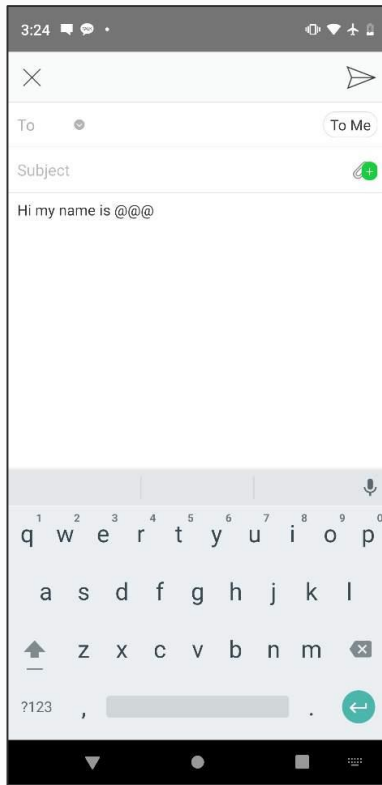 3:24
To
To Me
Subject
Hi my name is @@@
1 2 3 4 5 6 7 8 9 0
q w e r t y u i o p
a s d f g h j k l
z x c v b n m
?123 , .